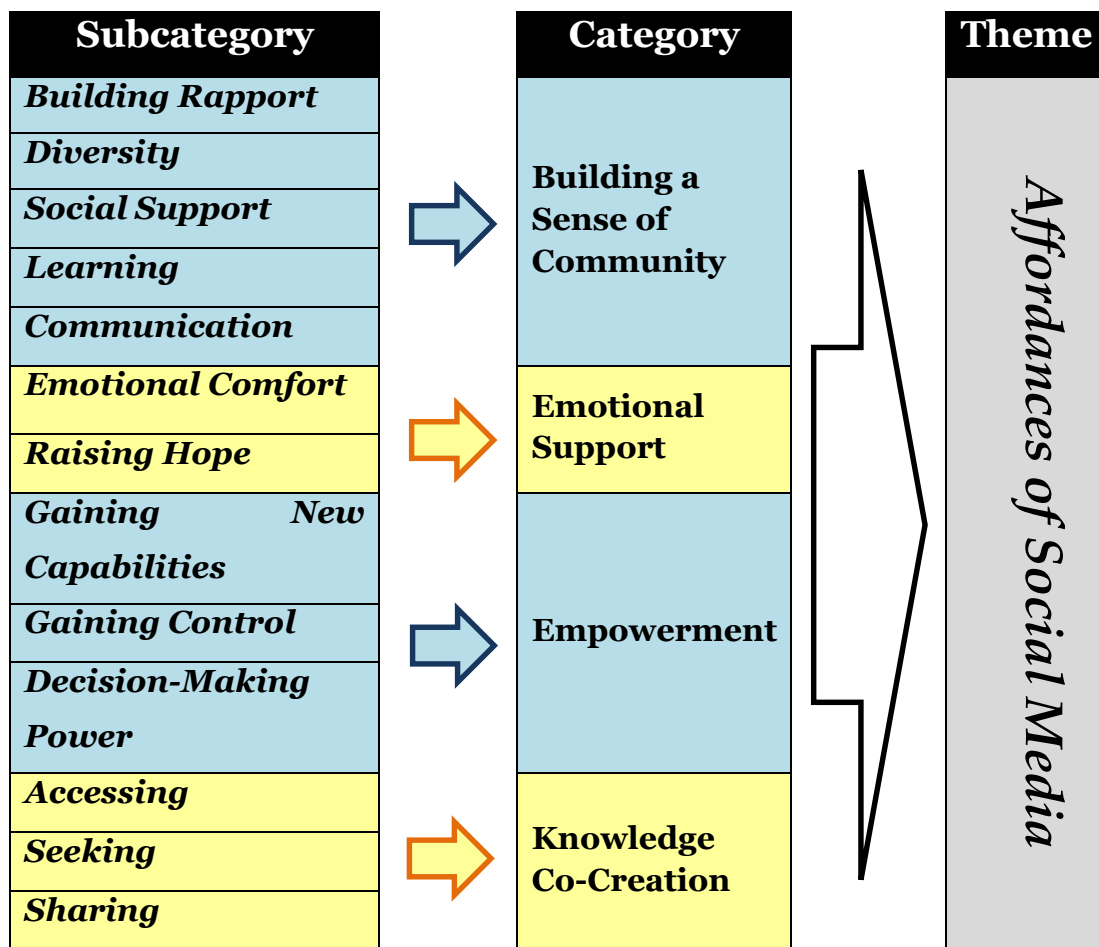 Subcategory
Building Rapport
Diversity
Social Support
Learning
Communication
Emotional Comfort
Raising Hope
Gaining New
Capabilities
Gaining Control
Decision-Making
Power
Accessing
Seeking
Sharing
Category
Building a
Sense of
Community
Emotional
Support
Empowerment
Knowledge
Co-Creation
Theme
Affordances of Social Media